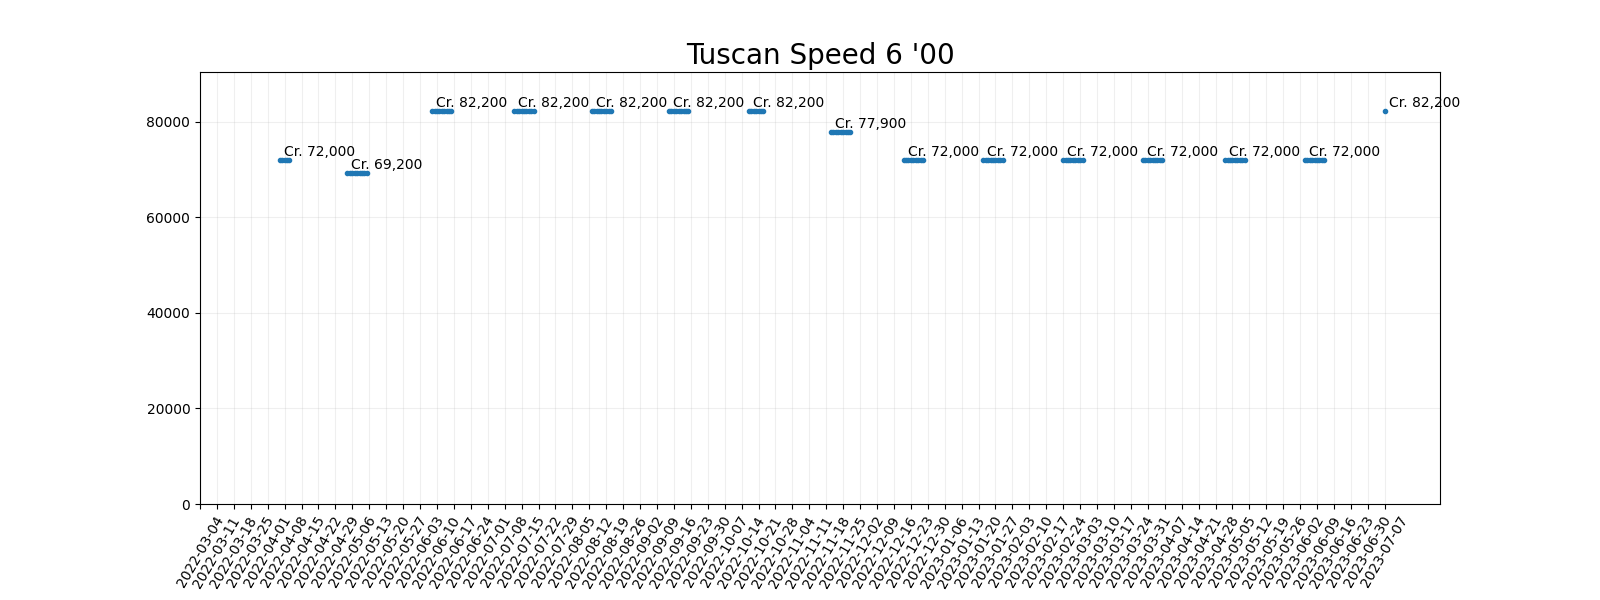 Tuscan Speed 6 '00
Cr. 82,200 Cr. 82,200 Cr. 82,200 Cr. 82,200 Cr. 82,200 Cr. 82,200
80000
Cr. 77,900
Cr. 72,000 Cr. 72,000 Cr. 72,000 Cr. 72,000 Cr. 72,000 Cr. 72,000 Cr. 72,000
Cr. 69,200
60000
40000
20000
0
2022-03-04 2022-03-11 2022-03-18 2022-03-25 2022-04-01 2022-04-08 2022-04-15 2022-04-22 2022-04-29 2022-05-06 2022-05-13 2022-05-20 2022-05-27 2022-06-03 2022-06-10 2022-06-17 2022-06-24 2022-07-01 2022-07-08 2022-07-15 2022-07-22 2022-07-29 2022-08-05 2022-08-12 2022-08-19 2022-08-26 2022-09-02 2022-09-09 2022-09-16 2022-09-23 2022-09-30 2022-10-07 2022-10-14 2022-10-21 2022-10-28 2022-11-04 2022-11-11 2022-11-18 2022-11-25 2022-12-02 2022-12-09 2022-12-16 2022-12-23 2022-12-30 2023-01-06 2023-01-13 2023-01-20 2023-01-27 2023-02-03 2023-02-10 2023-02-17 2023-02-24 2023-03-03 2023-03-10 2023-03-17 2023-03-24 2023-03-31 2023-04-07 2023-04-14 2023-04-21 2023-04-28 2023-05-05 2023-05-12 2023-05-19 2023-05-26 2023-06-02 2023-06-09 2023-06-16 2023-06-23 2023-06-30 2023-07-07